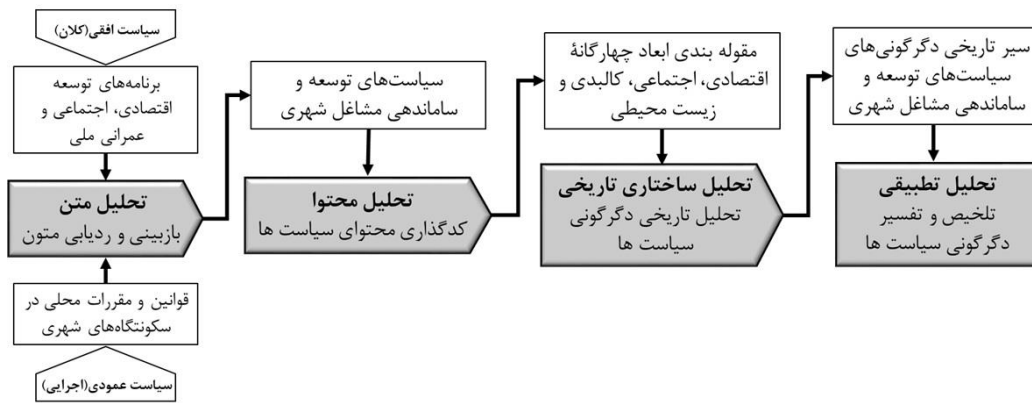 سیاست افقی(کلان)
برنامه‌های توسعه
اقتصادی، اجتماعی و
عمرانی ملی
تحلیل متن
بازبینی و ردیابی متون
قوانین و مقررات محلی در
سکونتگاه‌های شهری
سیاست عمودی(اجرایی)
سیاست‌های توسعه و
ساماندهی مشاغل شهری
تحلیل محتوا
کدگذاری محتوای سیاست ها
مقوله بندی ابعاد چهارگانهٔ
اقتصادی، اجتماعی، کالبدی و
زیست محیطی
تحلیل ساختاری تاریخی
تحلیل تاریخی دگرگونی
سیاست ها
سیر تاریخی دگرگونی‌های
سیاست‌های توسعه و
ساماندهی مشاغل شهری
تحلیل تطبیقی
تلخیص و تفسیر
دگرگونی سیاست ها